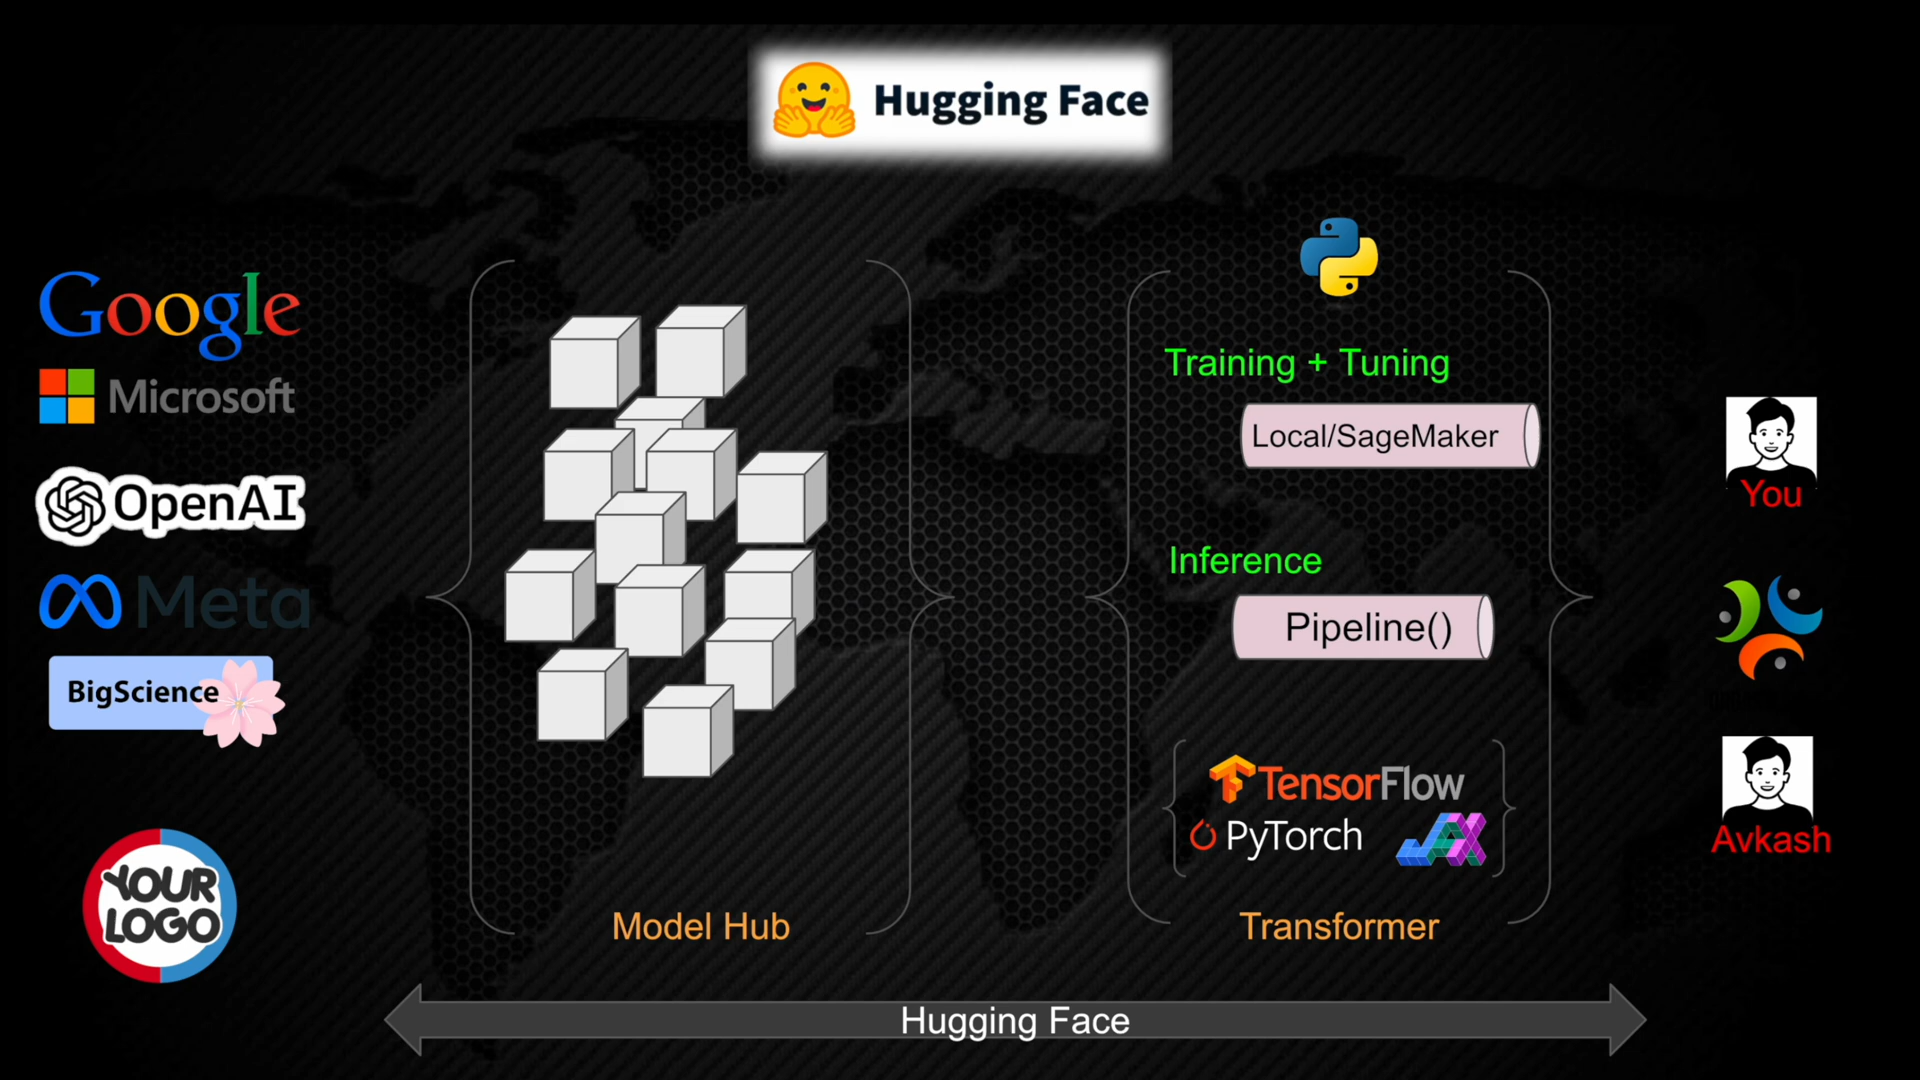 Hugging Face
Google
Microsoft
OpenAI
Meta
BigScience
YOUR
LOGO
Model Hub
Training + Tuning
Local/SageMaker
Inference
Pipeline()
TensorFlow
PyTorch
JAX
Transformer
You
Avkash
Hugging Face